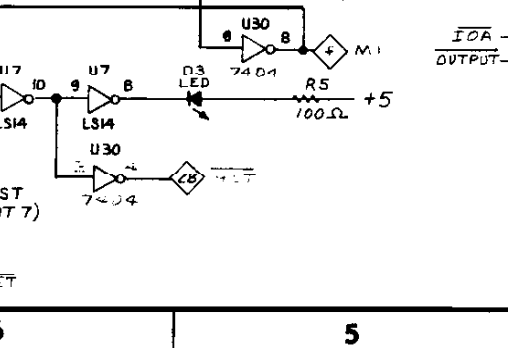 U30
6 8
7404
f
M1
IOA
OUTPUT
U7
10
9 U7 8
LS14
LS14
D3
LED
R5
100Ω
+5
U30
7404
ST
T 7)
ET
5